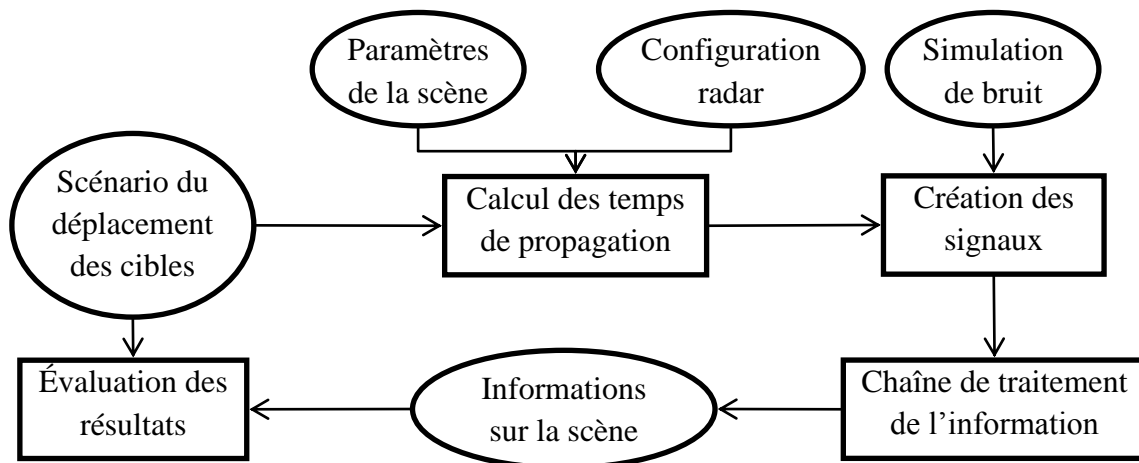 Paramètres
de la scène
Configuration
radar
Simulation
de bruit
Scénario du
déplacement
des cibles
Calcul des temps
de propagation
Création des
signaux
Évaluation des
résultats
Informations
sur la scène
Chaîne de traitement
de l’information